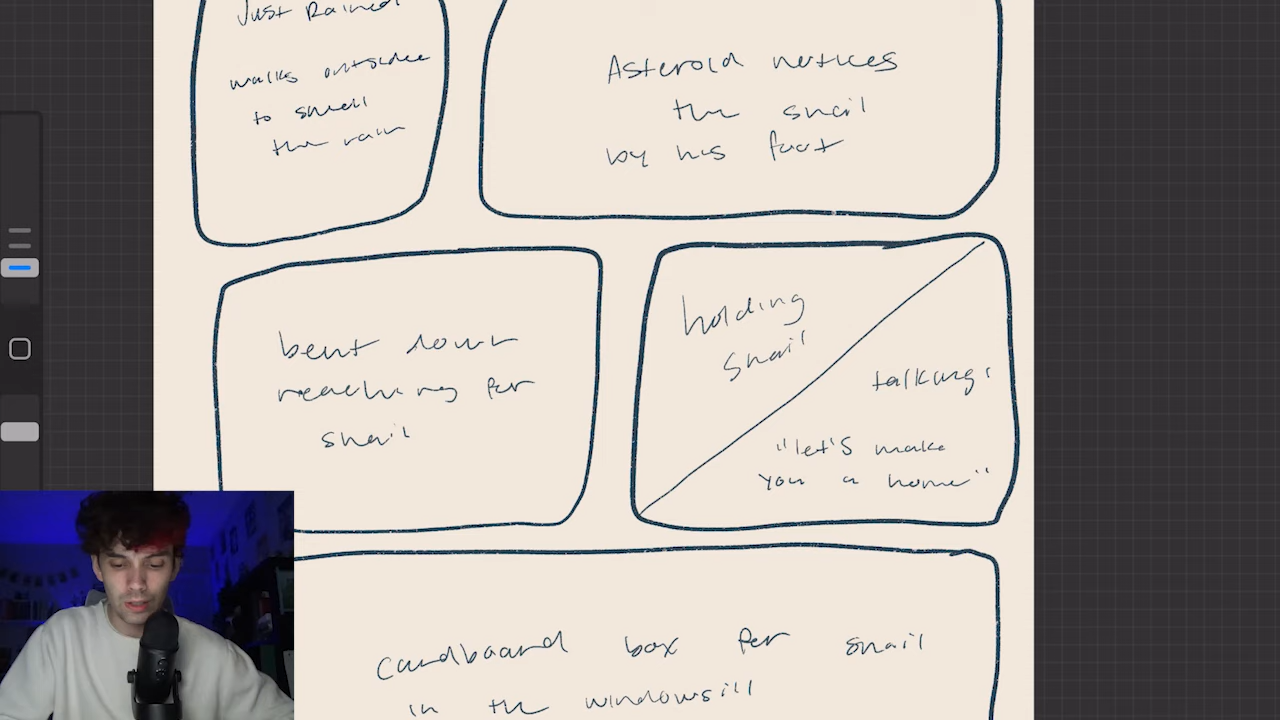 Just Rained
walks outside
to smell
the rain
Asteroid notices
the snail
by his foot
bent down
reaching for
snail
holding
snail
talking:
"let's make
you a home"
Cardboard box for snail
in the windowsill